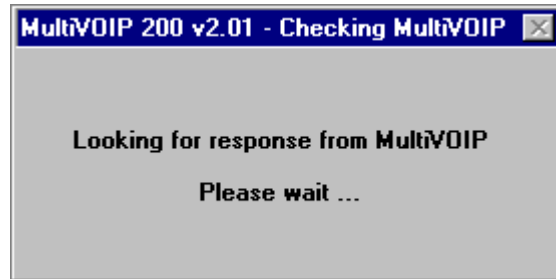 MultiVOIP 200 v2.01 - Checking MultiVOIP
Looking for response from MultiVOIP
Please wait ...